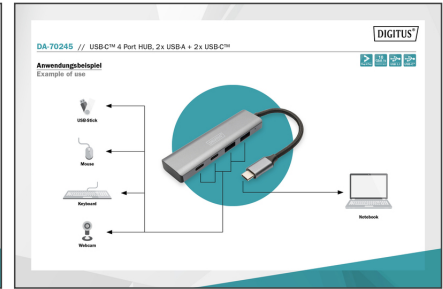 DIGITUS®
DA-70245 // USB-C™ 4 Port HUB, 2x USB-A + 2x USB-C™
Anwendungsbeispiel
Example of use
USB-Stick
Mouse
Keyboard
Webcam
Notebook